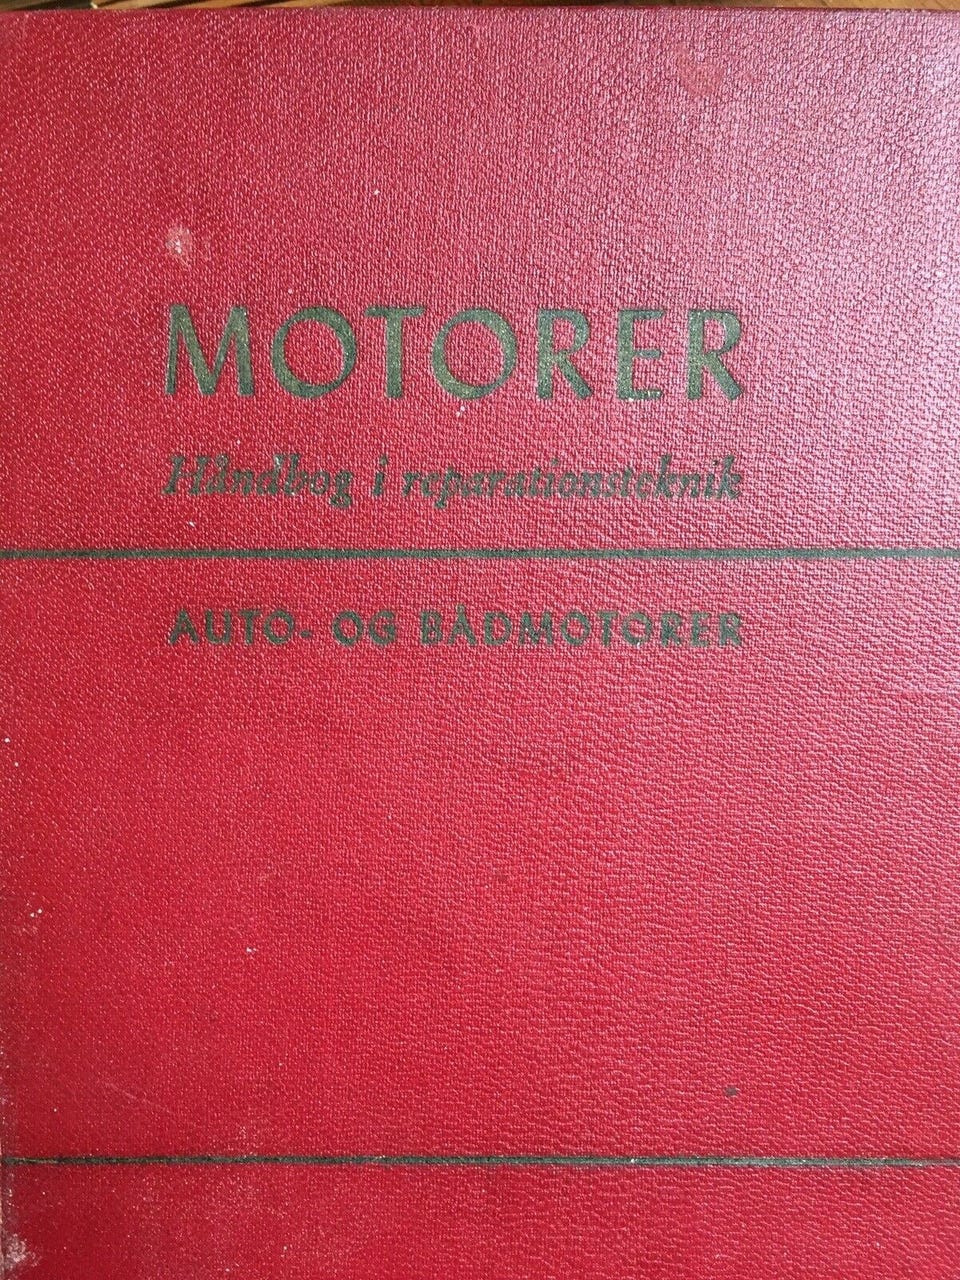 MOTORER
Håndbog i reparationsteknik
AUTO- OG BÅDMOTORER